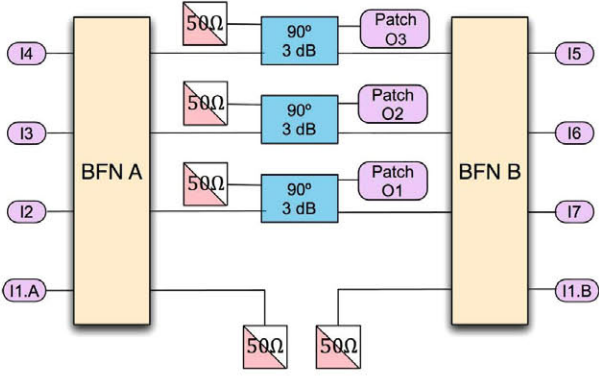 50Ω
90º
3 dB
Patch
O3
I4
I5
50Ω
90º
3 dB
Patch
O2
I3
I6
BFN A
BFN B
50Ω
90º
3 dB
Patch
O1
I2
I7
I1.A
I1.B
50Ω
50Ω